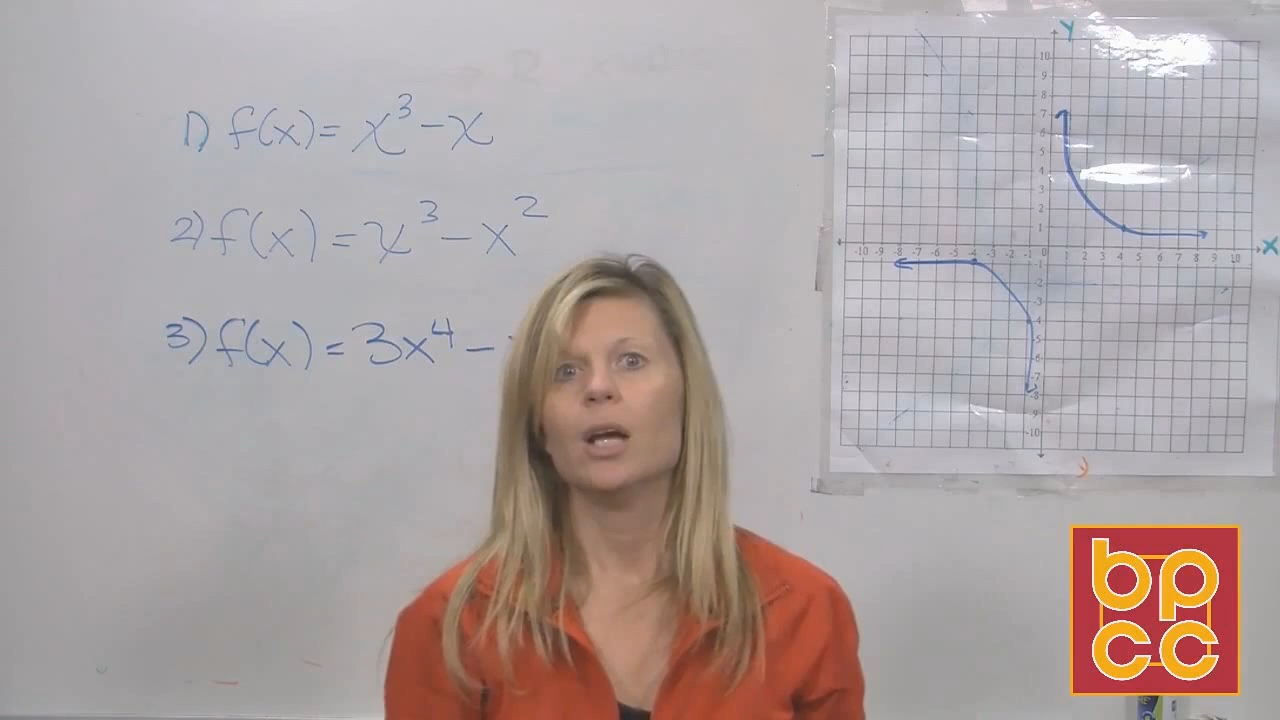 1) f(x) = x³ - x
2) f(x) = x³ - x²
3) f(x) = 3x⁴ -
Y
10
9
8
7
6
5
4
3
2
1
-10 -8 -7 -6 -5 -4 -3 -2 -1 0 1 2 3 4 5 6 7 8 9 10 X
-1
-3
-4
-5
-6
-7
-8
-9
-10
bp
cc